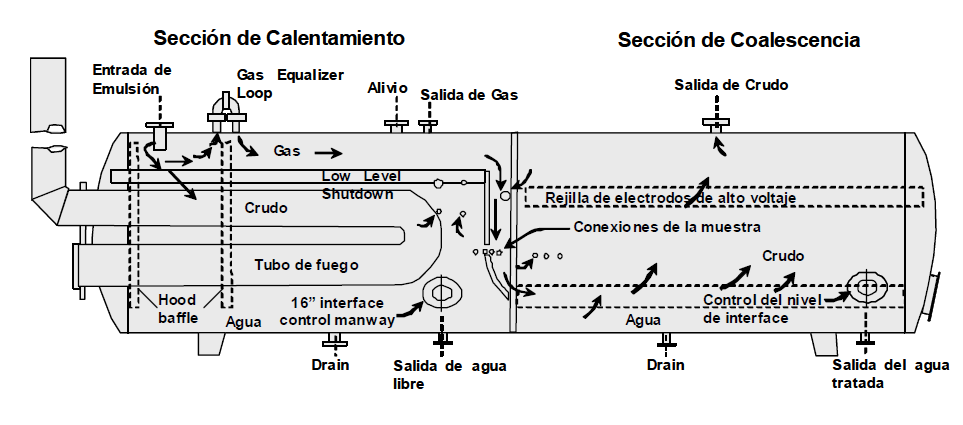 Sección de Calentamiento
Sección de Coalescencia
Entrada de
Emulsión
Gas Equalizer
Loop
Alivio
Salida de Gas
Salida de Crudo
Gas
Low Level
Shutdown
Crudo
Rejilla de electrodos de alto voltaje
Conexiones de la muestra
Tubo de fuego
Crudo
Hood
baffle
16” interface
control manway
Agua
Control del nivel
de interface
Agua
Drain
Salida de agua
libre
Drain
Salida del agua
tratada